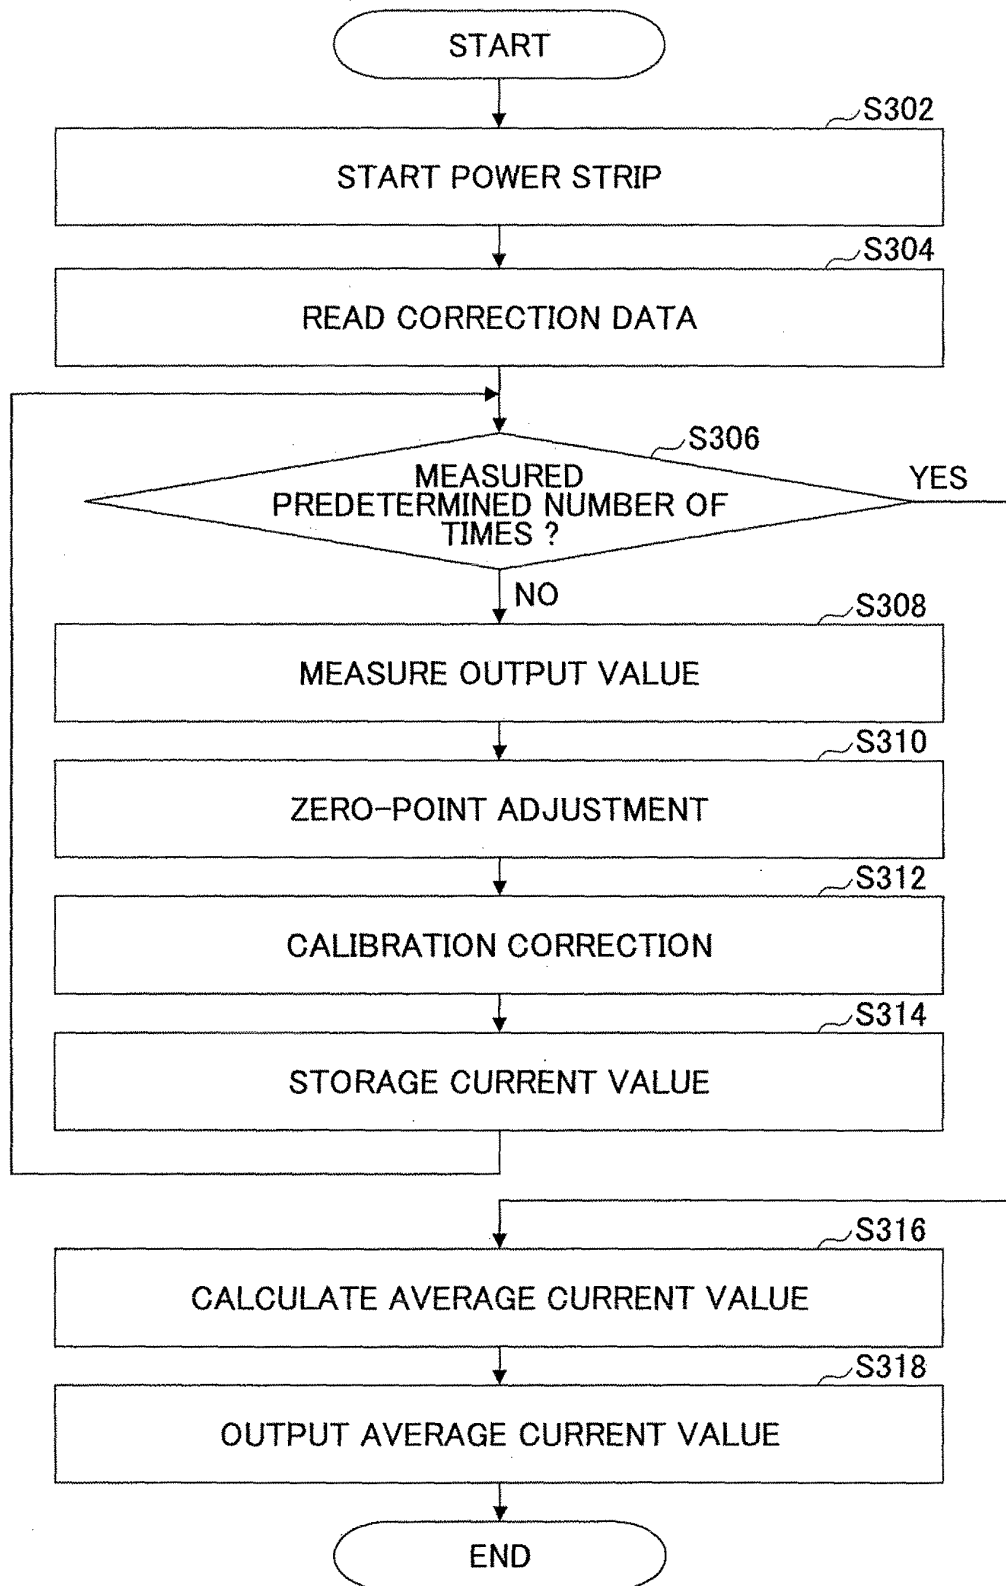 START
S302
START POWER STRIP
S304
READ CORRECTION DATA
S306
MEASURED
PREDETERMINED NUMBER OF
TIMES ?
YES
NO
S308
MEASURE OUTPUT VALUE
S310
ZERO-POINT ADJUSTMENT
S312
CALIBRATION CORRECTION
S314
STORAGE CURRENT VALUE
S316
CALCULATE AVERAGE CURRENT VALUE
S318
OUTPUT AVERAGE CURRENT VALUE
END